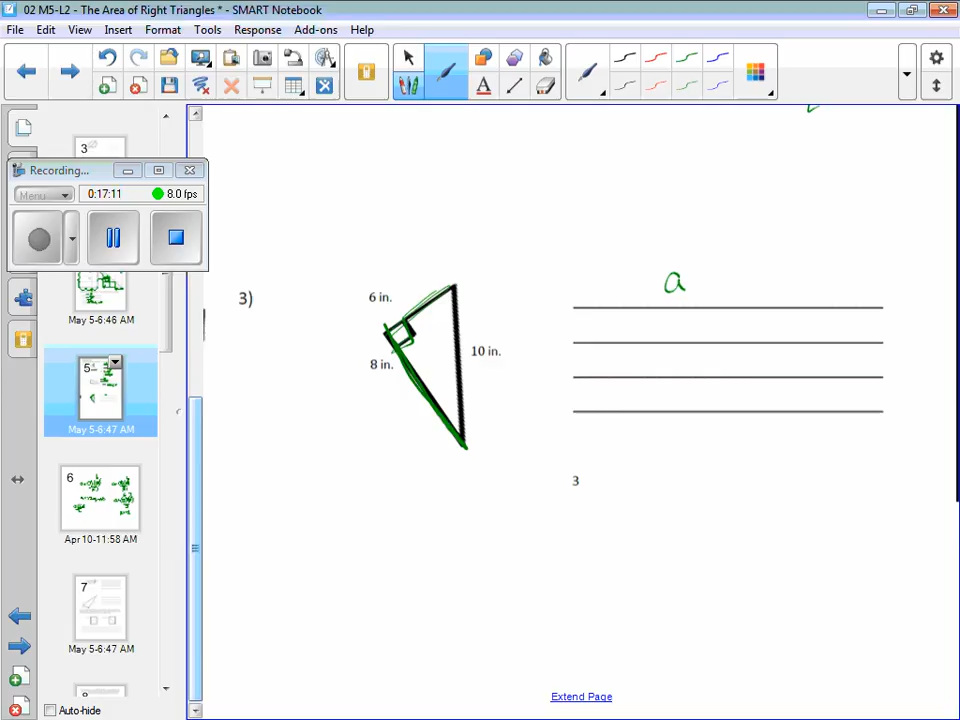 02 M5-L2 - The Area of Right Triangles * - SMART Notebook
File Edit View Insert Format Tools Response Add-ons Help
3
Recording...
Menu 0:17:11 8.0 fps
May 5-6:46 AM
5
May 5-6:47 AM
6
Apr 10-11:58 AM
7
May 5-6:47 AM
Auto-hide
3)
6 in.
8 in.
10 in.
a
3
Extend Page